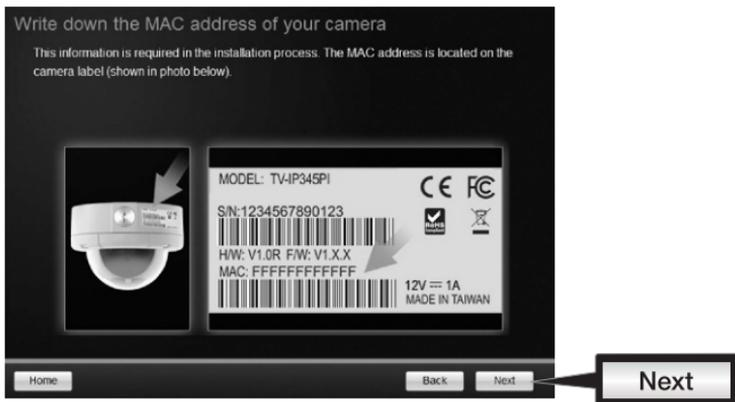 Write down the MAC address of your camera
This information is required in the installation process. The MAC address is located on the
camera label (shown in photo below).
MODEL: TV-IP345PI
CE FC
S/N:1234567890123
RoHS
H/W: V1.0R F/W: V1.X.X
MAC: FFFFFFFFFFFF
12V ⎓ 1A
MADE IN TAIWAN
Home
Back
Next
Next